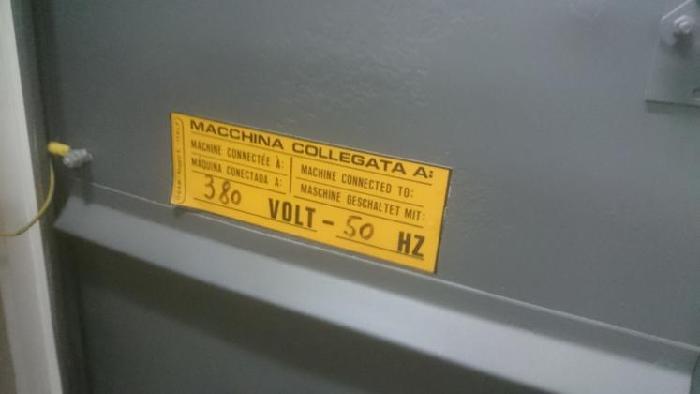 MACCHINA COLLEGATA A:
MACHINE CONNECTÉE À:
MACHINE CONNECTED TO:
MAQUINA CONECTADA A:
MASCHINE GESCHALTET MIT:
380 VOLT - 50 HZ